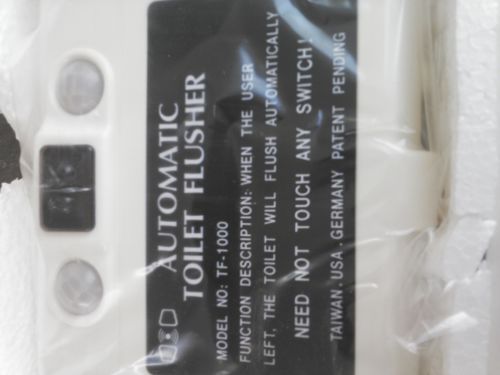 AUTOMATIC
TOILET FLUSHER
MODEL NO: TF-1000
FUNCTION DESCRIPTION: WHEN THE USER
LEFT, THE TOILET WILL FLUSH AUTOMATICALLY
NEED NOT TOUCH ANY SWITCH!
TAIWAN.USA.GERMANY PATENT PENDING